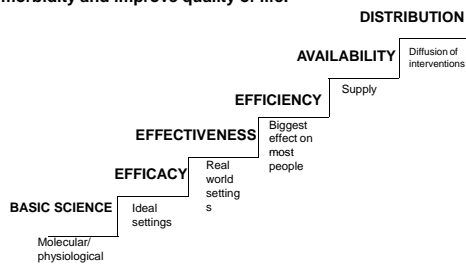 morbidity and improve quality of life.
DISTRIBUTION
Diffusion of
interventions
AVAILABILITY
Supply
EFFICIENCY
Biggest
effect on
most
people
EFFECTIVENESS
Real
world
setting
s
EFFICACY
Ideal
settings
BASIC SCIENCE
Molecular/
physiological